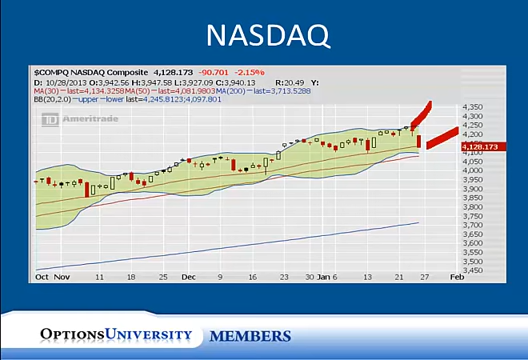 NASDAQ
$COMPQ NASDAQ Composite 4,128.173 -90.701 -2.15%
D: 10/28/2013 O:3,942.56 H:3,947.58 L:3,927.09 C:3,940.13 R:20.49 Y:
MA(30) —last=4,134.3258MA(50) —last=4,081.9803MA(200) —last=3,713.5288
BB(20,2.0)—upper —lower last=4,245.8123;4,097.801
TD Ameritrade
4,350
4,300
4,250
4,200
4,150
4,128.173
4,050
4,000
3,950
3,900
3,850
3,800
3,750
3,700
3,650
3,600
3,550
3,500
3,450
Oct Nov 11 18 25 Dec 9 16 23 30 Jan 6 13 21 27 Feb
OPTIONSUNIVERSITY MEMBERS